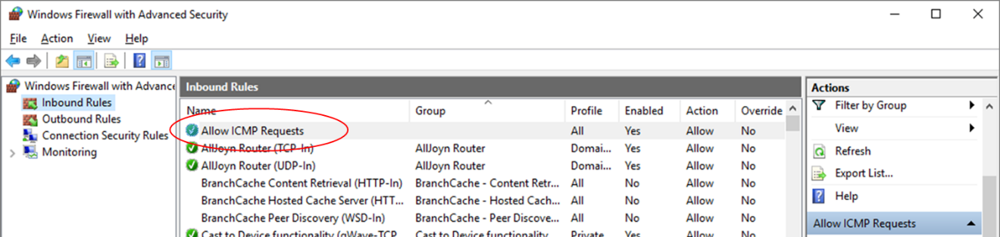 Windows Firewall with Advanced Security
File Action View Help
Windows Firewall with Advance
Inbound Rules
Outbound Rules
Connection Security Rules
Monitoring
Inbound Rules
Name Group Profile Enabled Action Override
Allow ICMP Requests All Yes Allow No
AllJoyn Router (TCP-In) AllJoyn Router Domai... Yes Allow No
AllJoyn Router (UDP-In) AllJoyn Router Domai... Yes Allow No
BranchCache Content Retrieval (HTTP-In) BranchCache - Content Retr... All No Allow No
BranchCache Hosted Cache Server (HTT... BranchCache - Hosted Cach... All No Allow No
BranchCache Peer Discovery (WSD-In) BranchCache - Peer Discove... All No Allow No
Cast to Device functionality (qWave-TCP... Cast to Device functionality Private Yes Allow No
Actions
Filter by Group
View
Refresh
Export List...
Help
Allow ICMP Requests